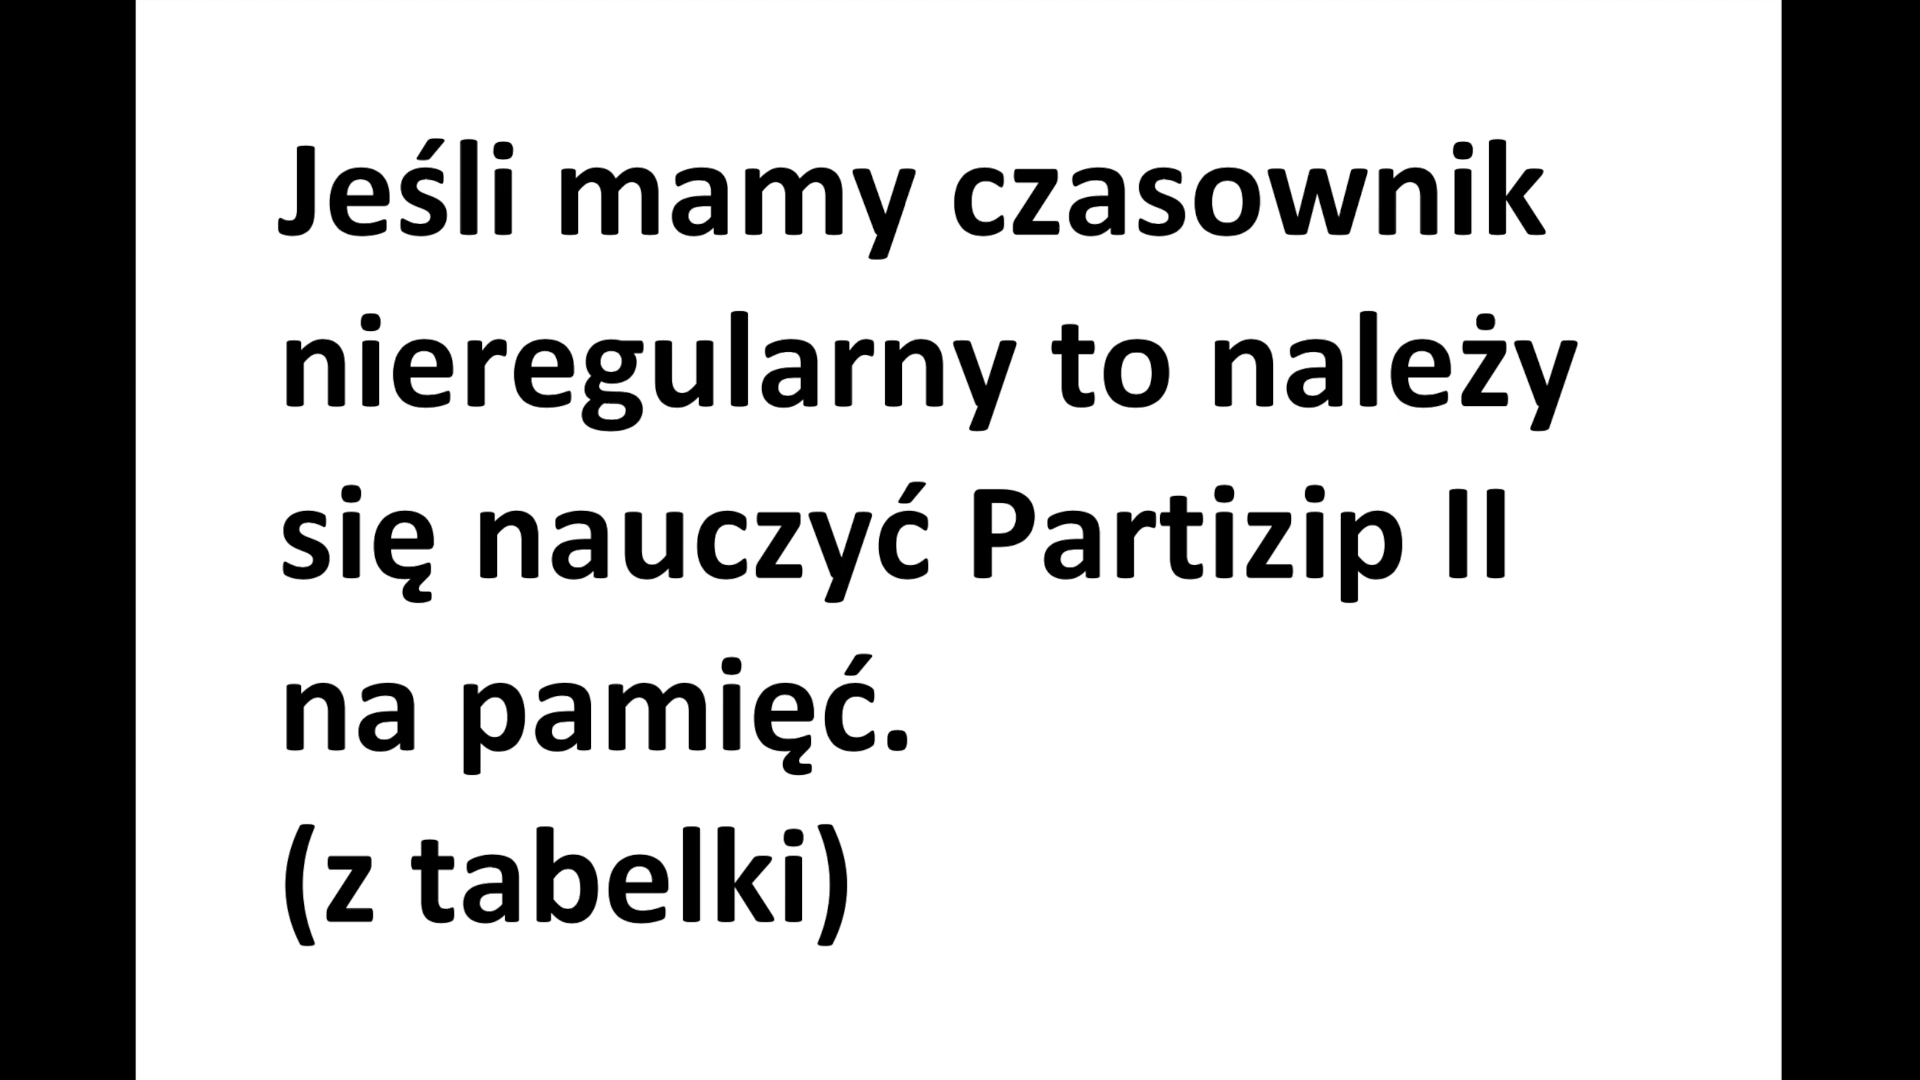 Jeśli mamy czasownik
nieregularny to należy
się nauczyć Partizip II
na pamięć.
(z tabelki)